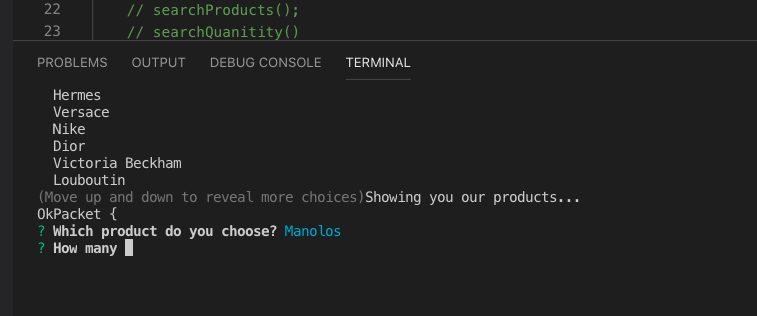 22 // searchProducts();
23 // searchQuanitity()
PROBLEMS OUTPUT DEBUG CONSOLE TERMINAL
Hermes
Versace
Nike
Dior
Victoria Beckham
Louboutin
(Move up and down to reveal more choices)Showing you our products...
OkPacket {
? Which product do you choose? Manolos
? How many